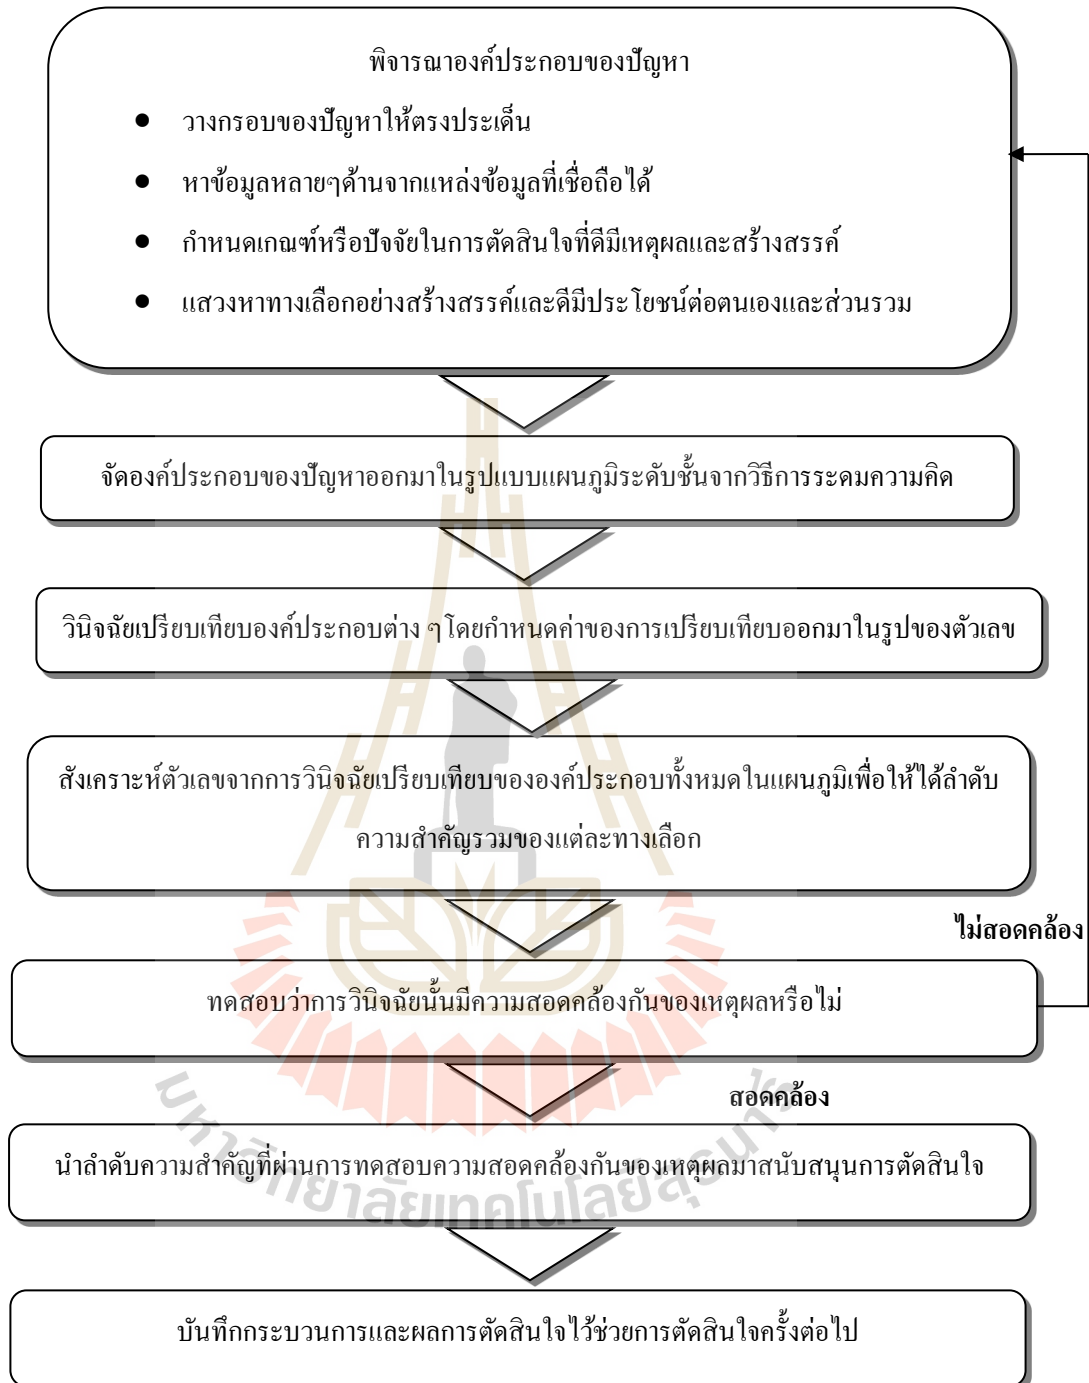 พิจารณาองค์ประกอบของปัญหา
● วางกรอบของปัญหาให้ตรงประเด็น
● หาข้อมูลหลายๆด้านจากแหล่งข้อมูลที่เชื่อถือได้
● กำหนดเกณฑ์หรือปัจจัยในการตัดสินใจที่ดีมีเหตุผลและสร้างสรรค์
● แสวงหาทางเลือกอย่างสร้างสรรค์และดีมีประโยชน์ต่อตนเองและส่วนรวม
จัดองค์ประกอบของปัญหาออกมาในรูปแบบแผนภูมิระดับชั้นจากวิธีการระดมความคิด
วินิจฉัยเปรียบเทียบองค์ประกอบต่าง ๆโดยกำหนดค่าของการเปรียบเทียบออกมาในรูปของตัวเลข
สังเคราะห์ตัวเลขจากการวินิจฉัยเปรียบเทียบขององค์ประกอบทั้งหมดในแผนภูมิเพื่อให้ได้ลำดับ
ความสำคัญรวมของแต่ละทางเลือก
ไม่สอดคล้อง
ทดสอบว่าการวินิจฉัยนั้นมีความสอดคล้องกันของเหตุผลหรือไม่
สอดคล้อง
นำลำดับความสำคัญที่ผ่านการทดสอบความสอดคล้องกันของเหตุผลมาสนับสนุนการตัดสินใจ
มหาวิทยาลัยเทคโนโลยีสุรนารี
บันทึกกระบวนการและผลการตัดสินใจไว้ช่วยการตัดสินใจครั้งต่อไป